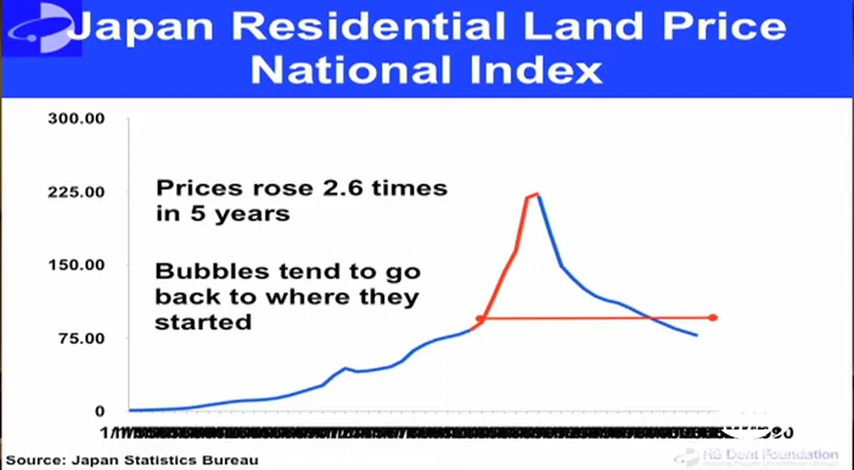 Japan Residential Land Price
National Index
300.00
Prices rose 2.6 times
225.00
in 5 years
Bubbles tend to go
150.00
back to where they
started
75.00
0
Source: Japan Statistics Bureau
HS Dent Foundation